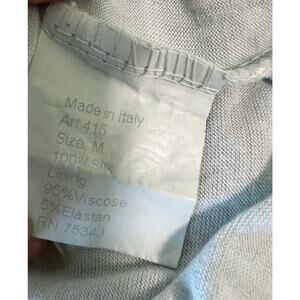 Made in Italy
Art.415
Size. M
100%Silk
Lining:
95%Viscose
5%Elastan
RN 75343